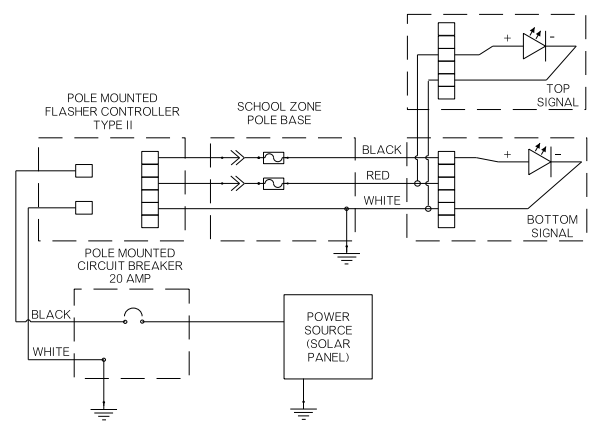 POLE MOUNTED
FLASHER CONTROLLER
TYPE II
SCHOOL ZONE
POLE BASE
+
-
TOP
SIGNAL
BLACK
RED
WHITE
+
-
BOTTOM
SIGNAL
POLE MOUNTED
CIRCUIT BREAKER
20 AMP
BLACK
WHITE
POWER
SOURCE
(SOLAR
PANEL)